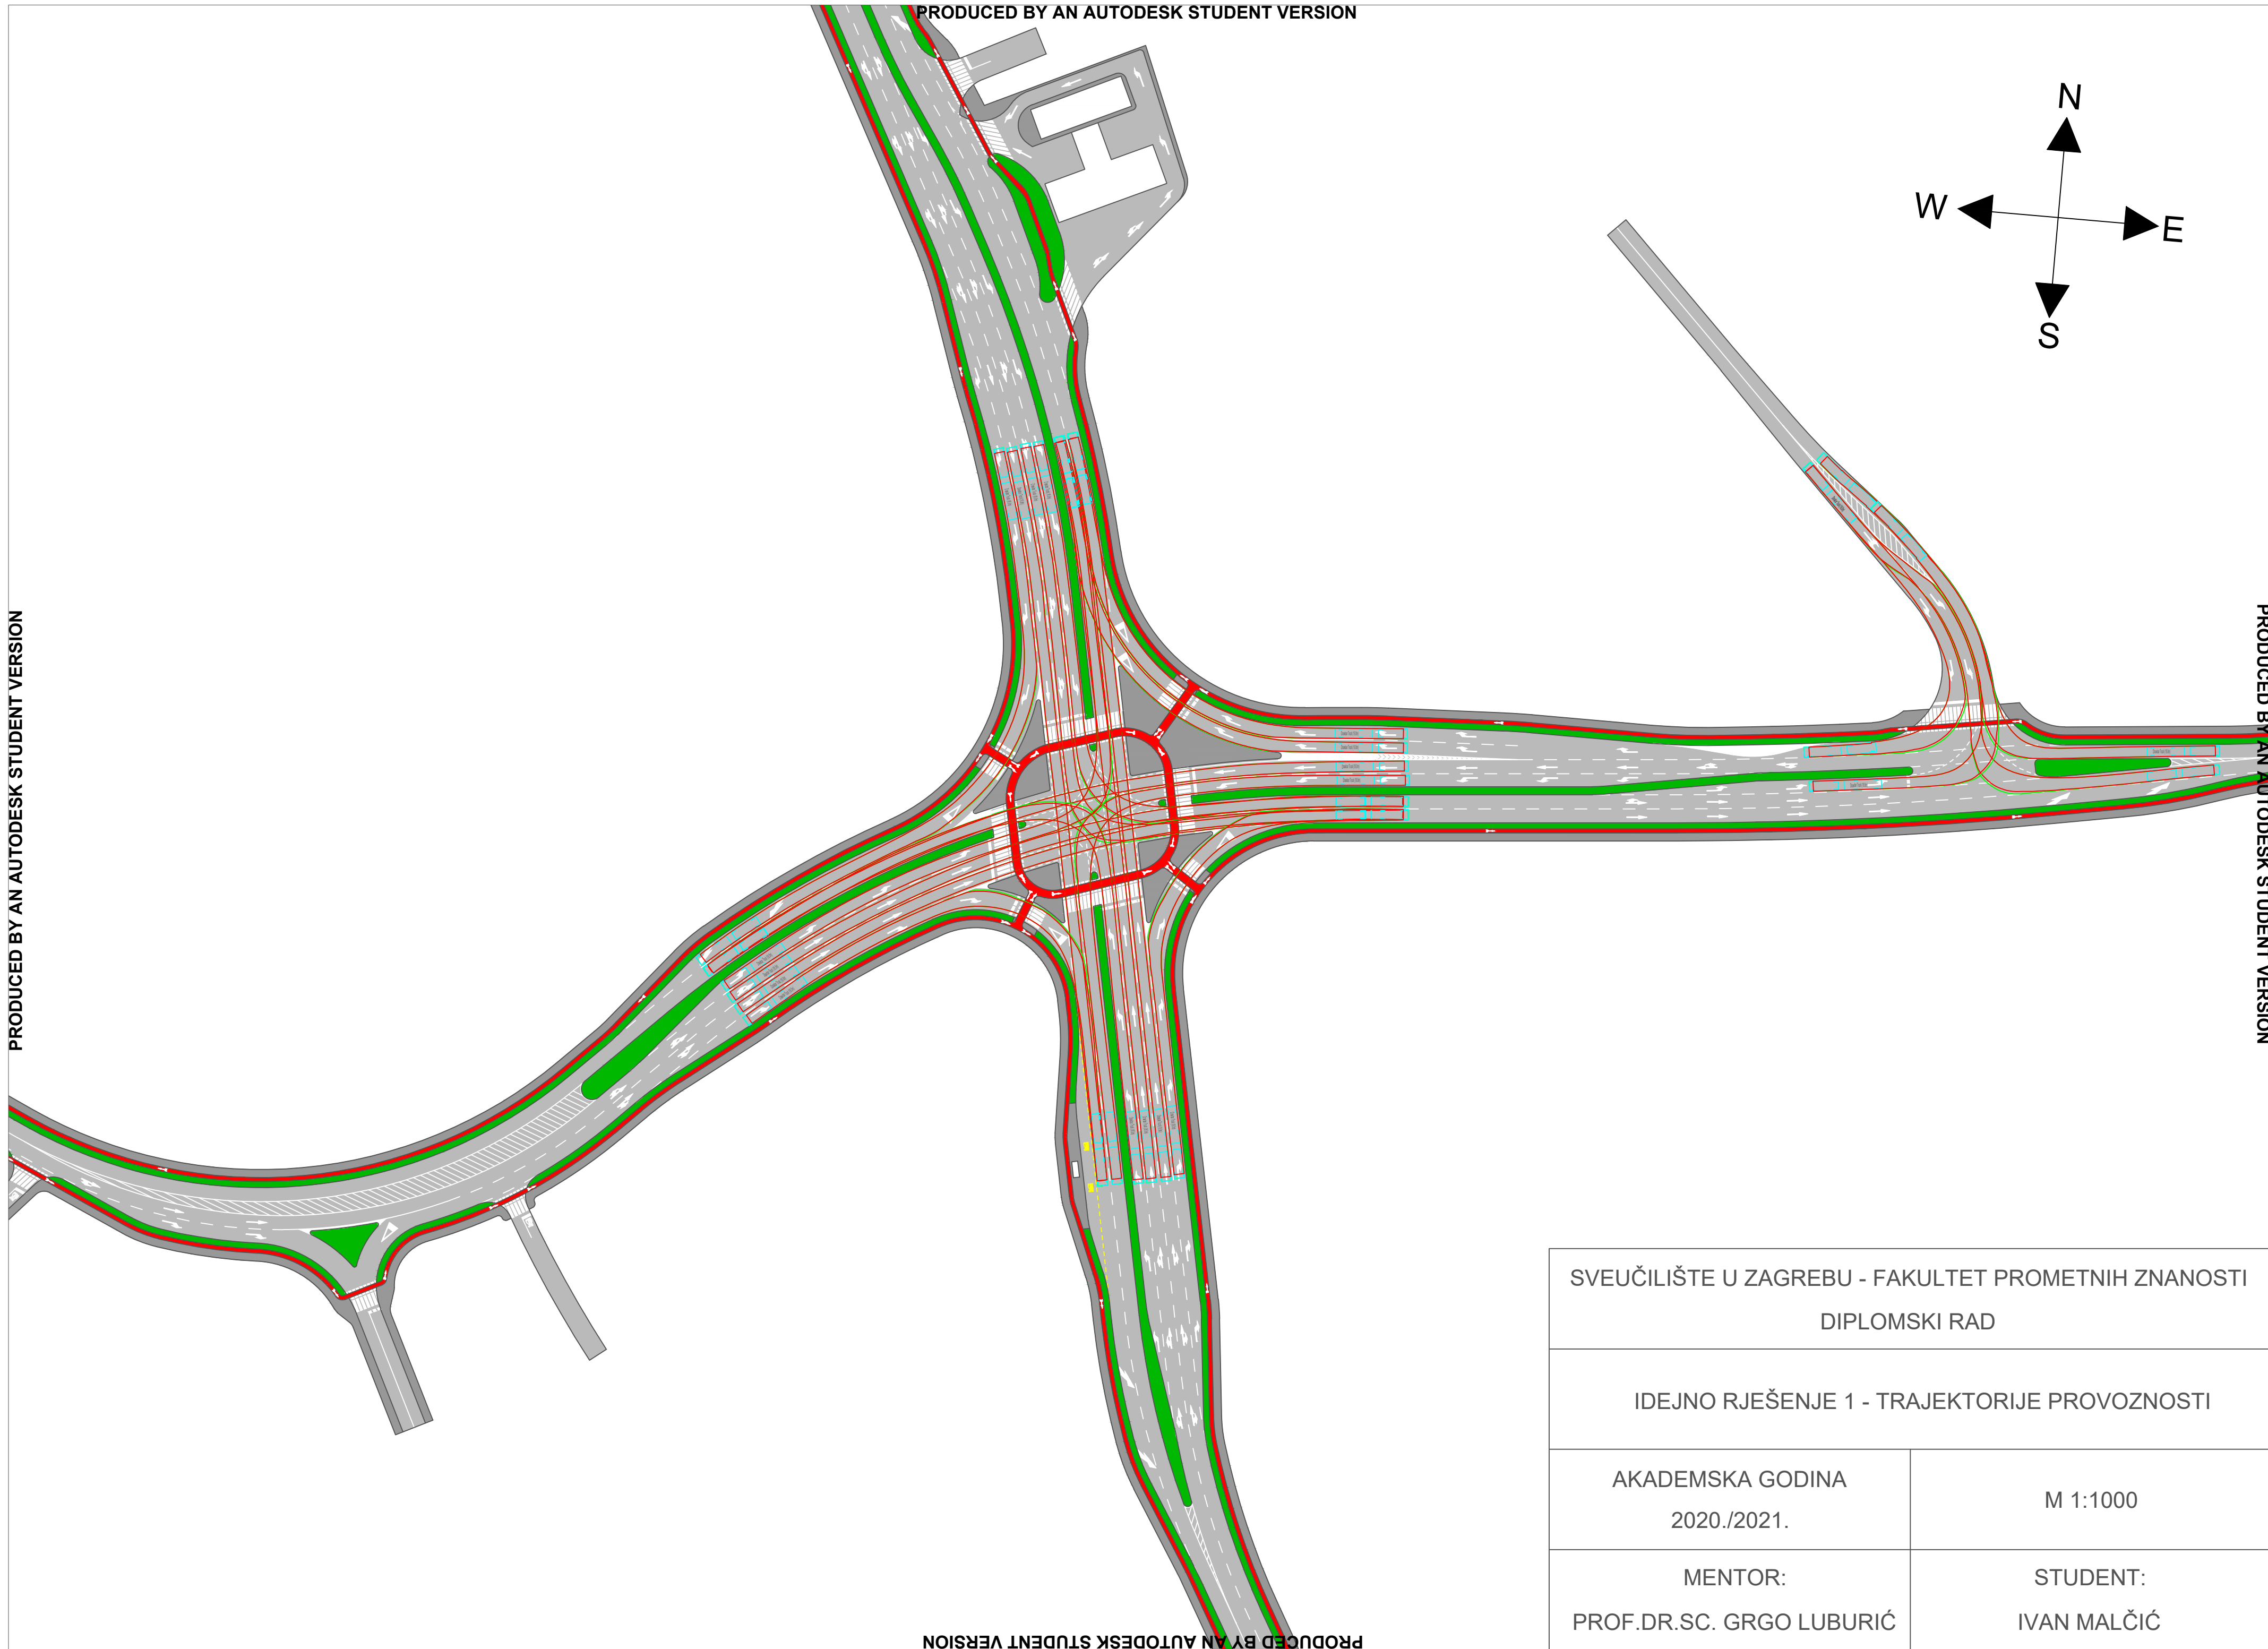 PRODUCED BY AN AUTODESK STUDENT VERSION
N
W
E
S
PRODUCED BY AN AUTODESK STUDENT VERSION
PRODUCED BY AN AUTODESK STUDENT VERSION
SVEUČILIŠTE U ZAGREBU - FAKULTET PROMETNIH ZNANOSTI
DIPLOMSKI RAD
IDEJNO RJEŠENJE 1 - TRAJEKTORIJE PROVOZNOSTI
AKADEMSKA GODINA
2020./2021.
M 1:1000
MENTOR:
PROF.DR.SC. GRGO LUBURIĆ
STUDENT:
IVAN MALČIĆ
PRODUCED BY AN AUTODESK STUDENT VERSION